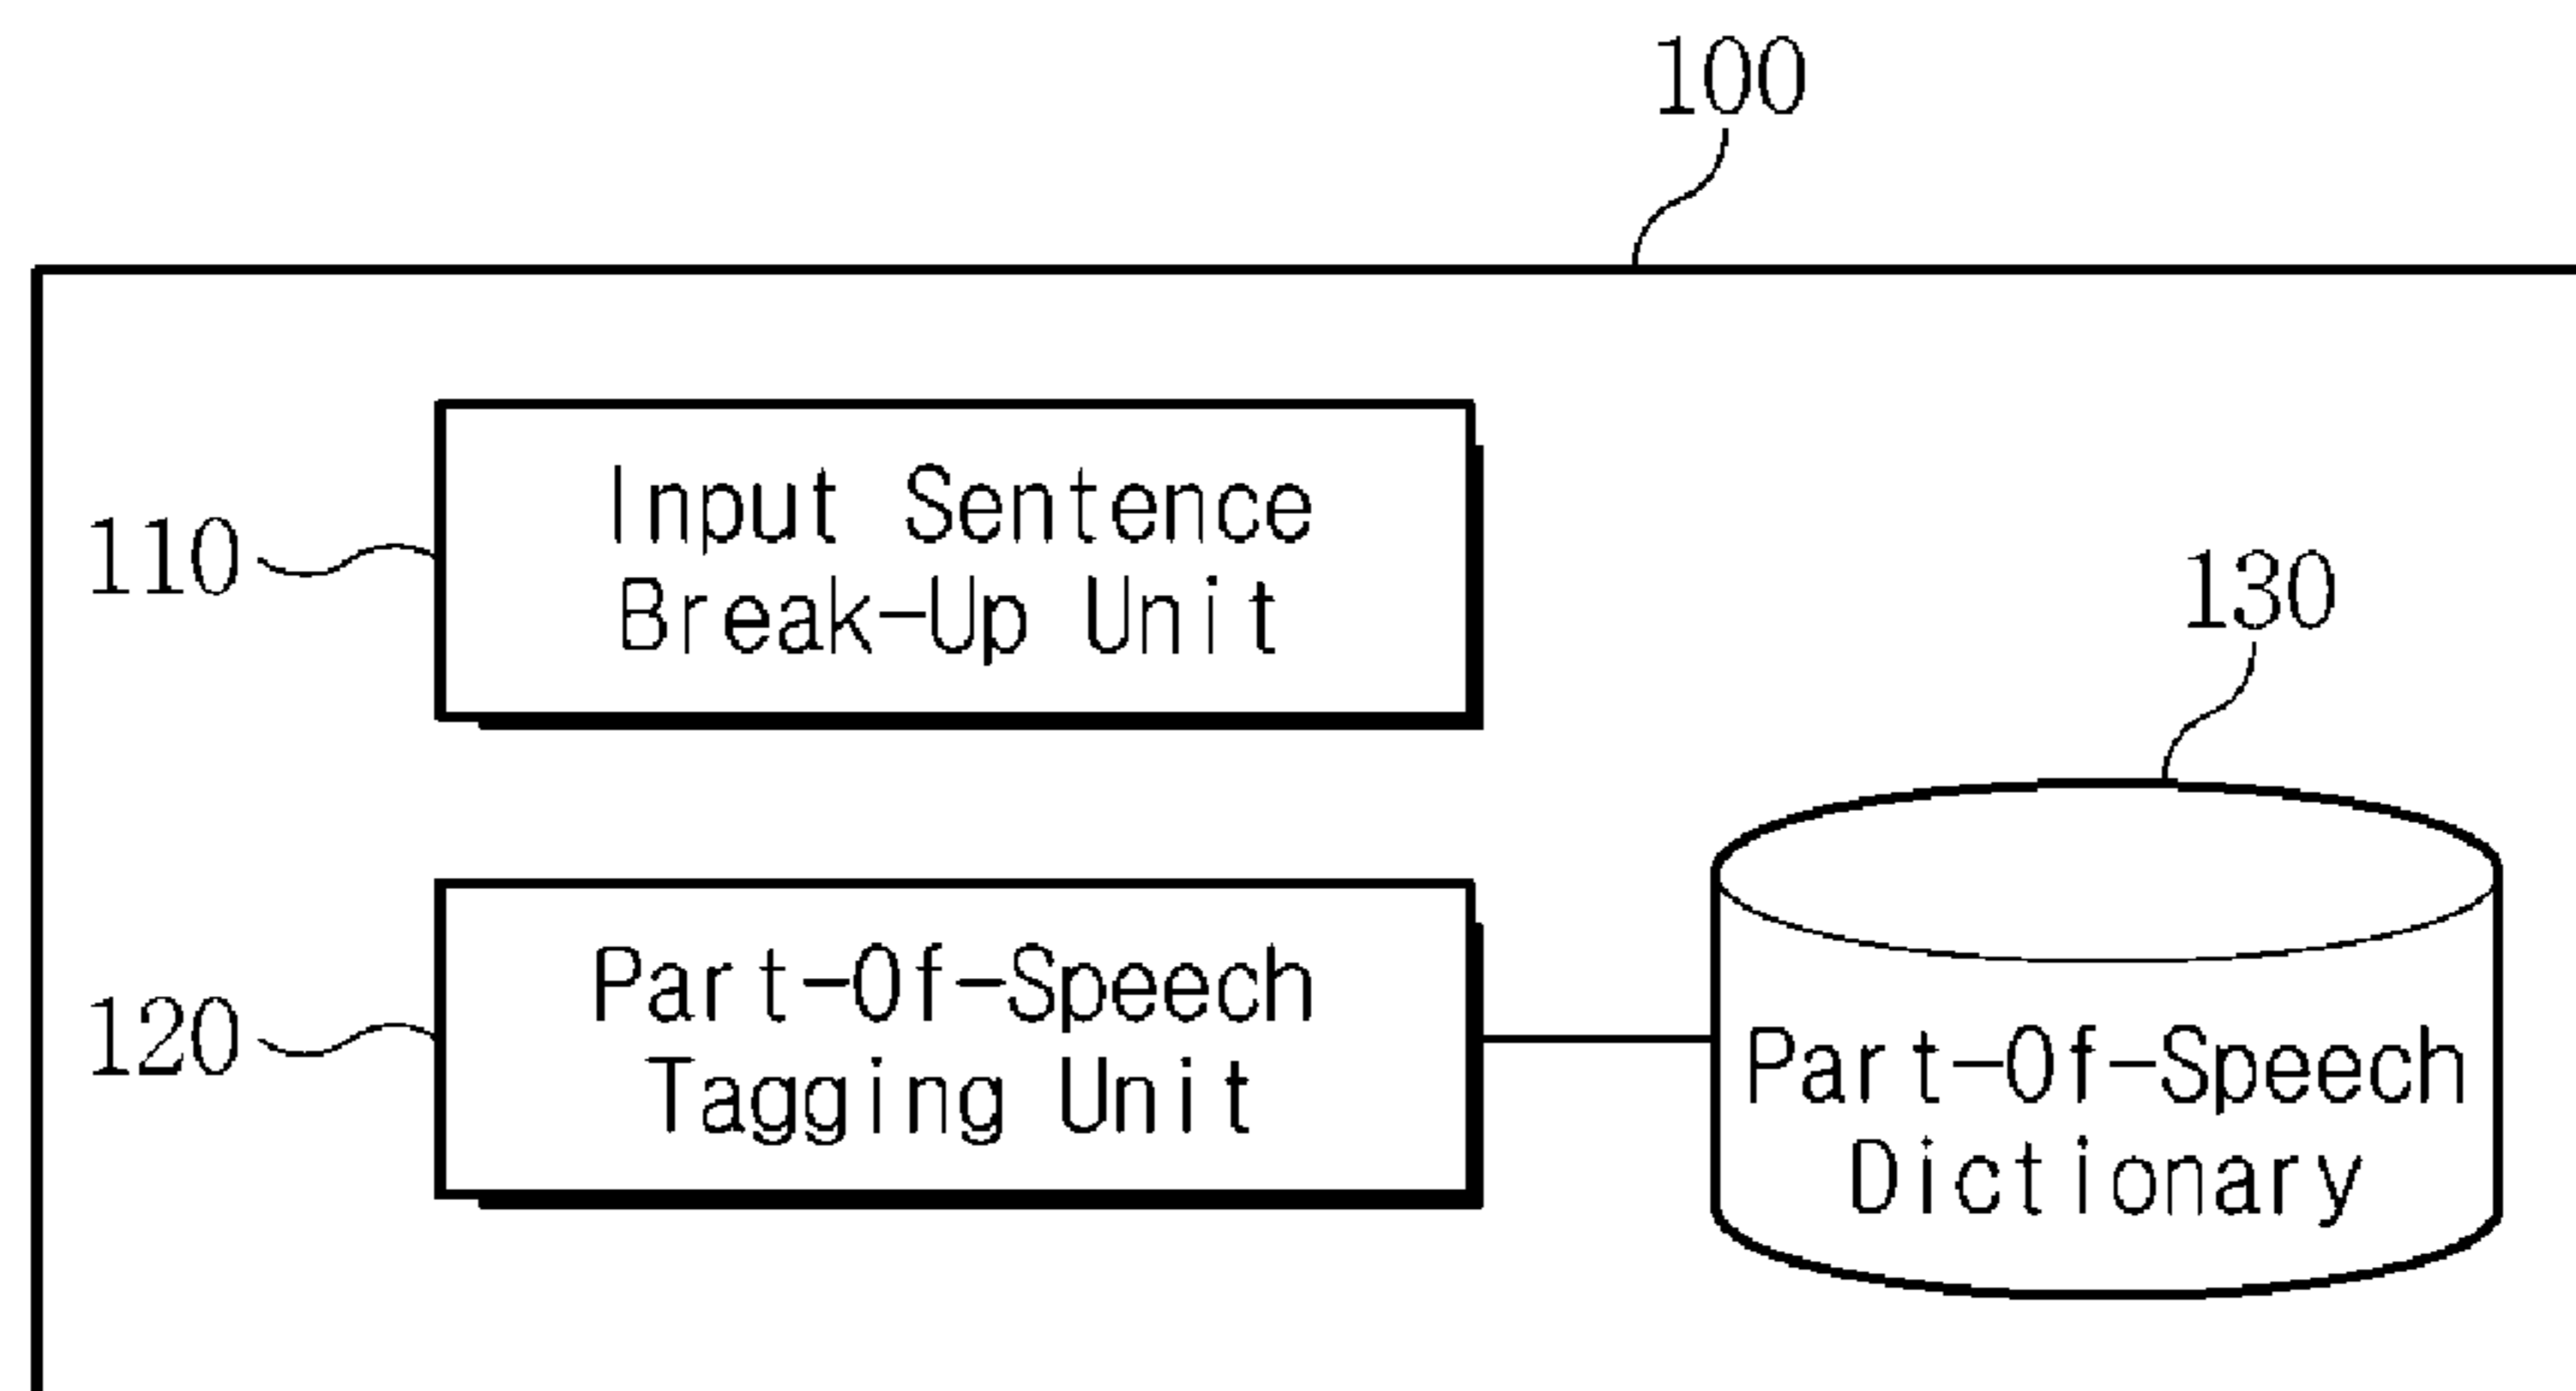 100
110
Input Sentence
Break-Up Unit
130
120
Part-Of-Speech
Tagging Unit
Part-Of-Speech
Dictionary